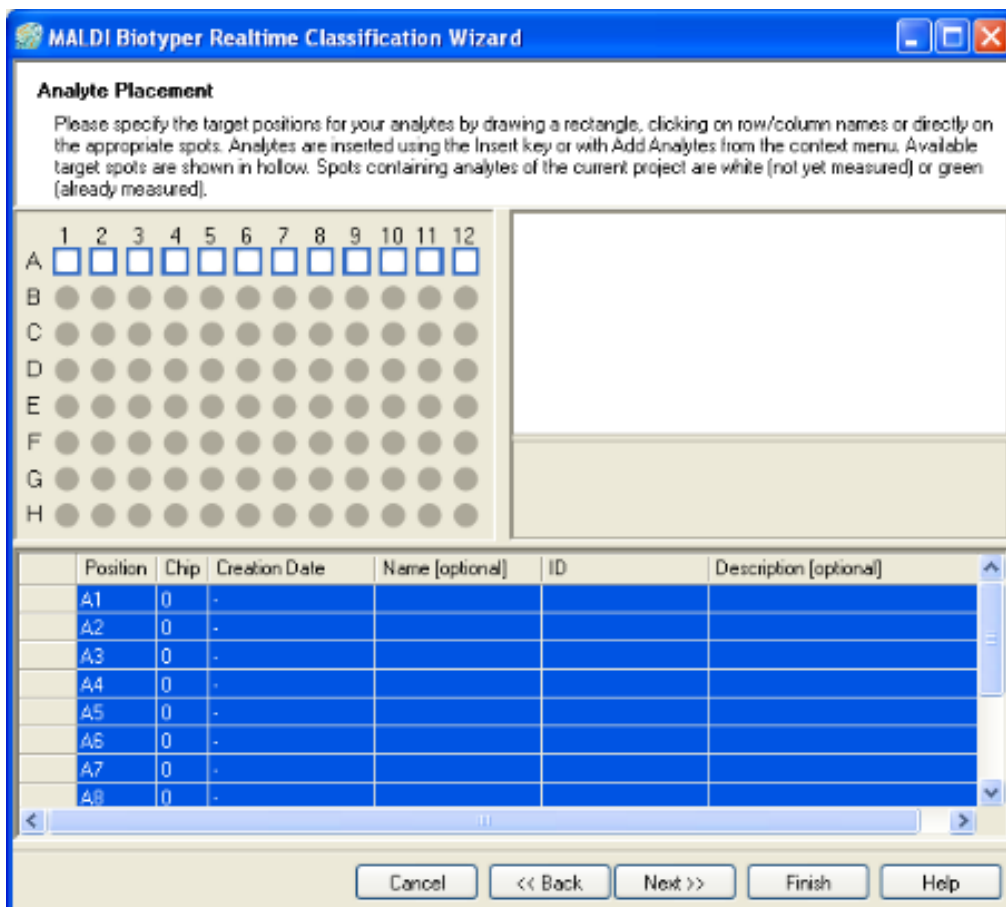 MALDI Biotyper Realtime Classification Wizard
Analyte Placement
Please specify the target positions for your analytes by drawing a rectangle, clicking on row/column names or directly on
the appropriate spots. Analytes are inserted using the Insert key or with Add Analytes from the context menu. Available
target spots are shown in hollow. Spots containing analytes of the current project are white (not yet measured) or green
(already measured).
1 2 3 4 5 6 7 8 9 10 11 12
A
B
C
D
E
F
G
H
Position Chip Creation Date Name [optional] ID Description [optional]
A1 0 -
A2 0 -
A3 0 -
A4 0 -
A5 0 -
A6 0 -
A7 0 -
A8 0 -
Cancel << Back Next >> Finish Help